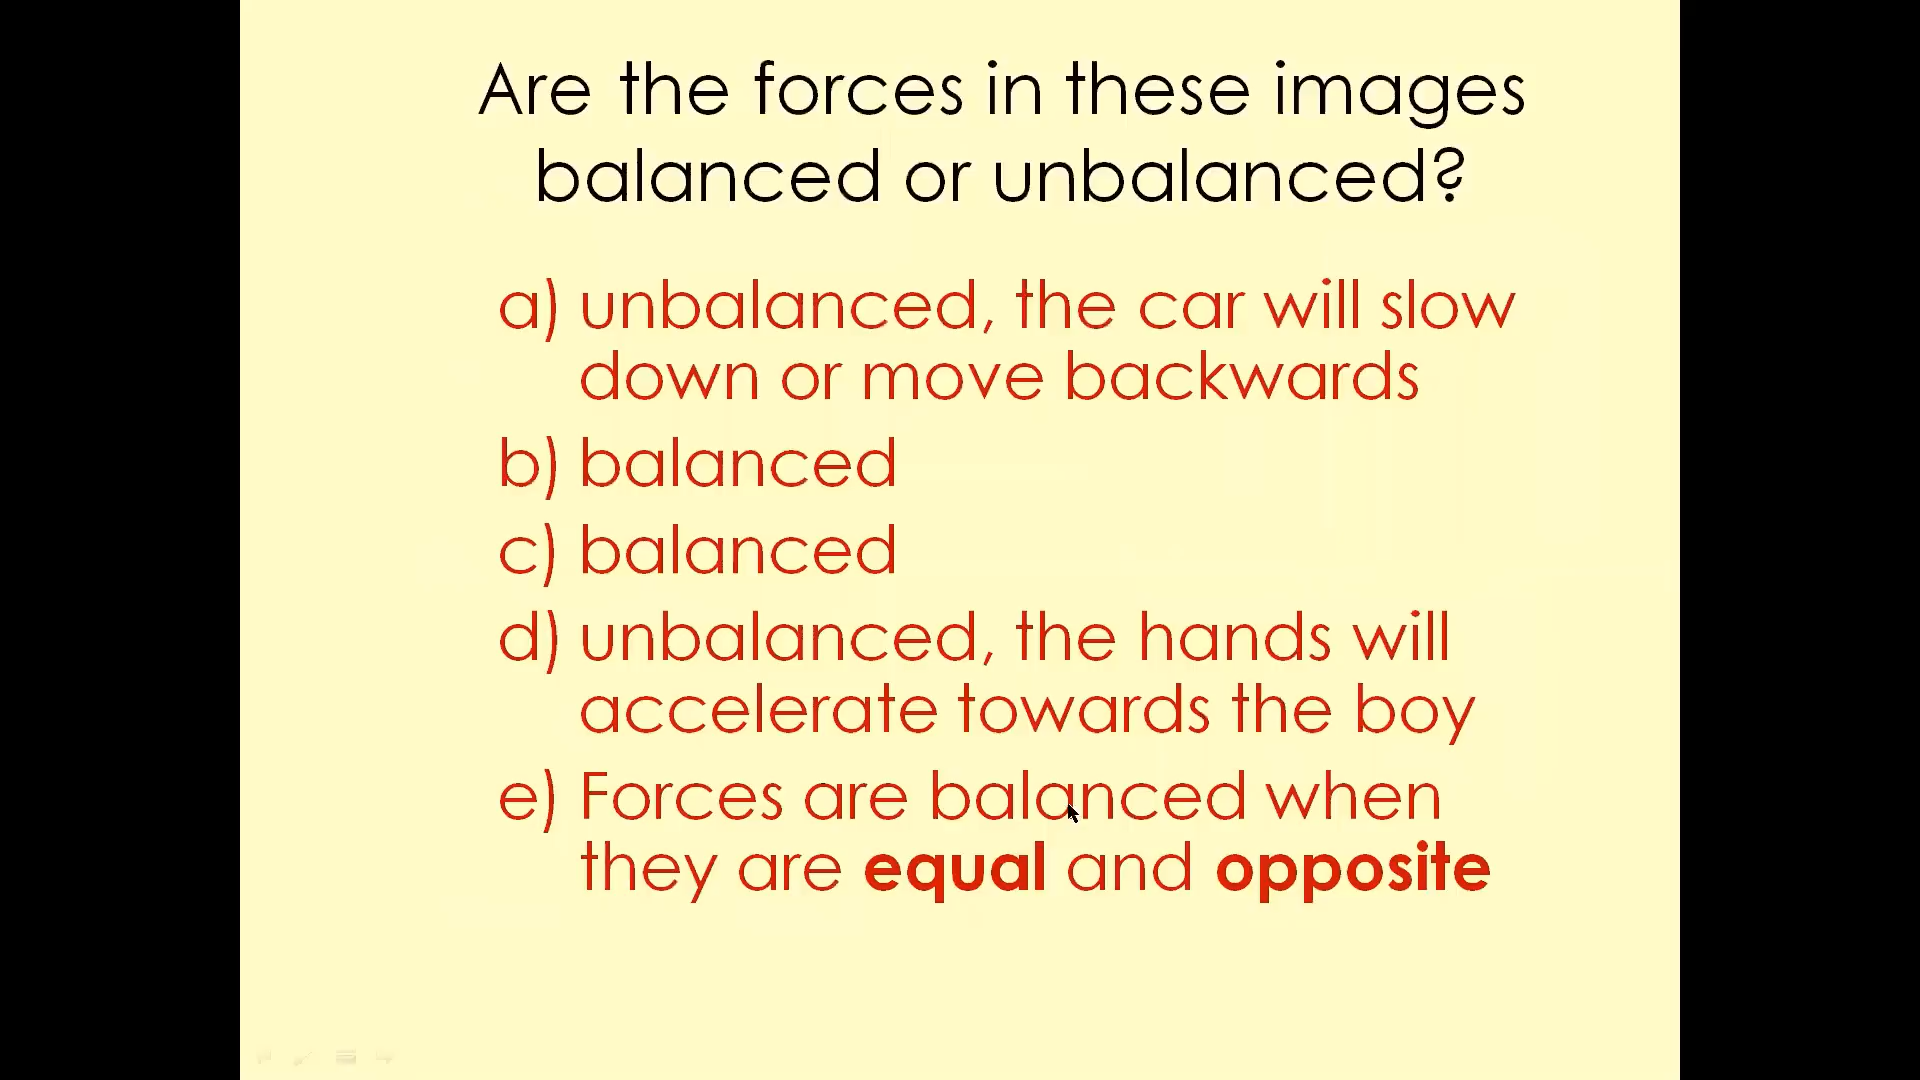 Are the forces in these images
balanced or unbalanced?
a) unbalanced, the car will slow
down or move backwards
b) balanced
c) balanced
d) unbalanced, the hands will
accelerate towards the boy
e) Forces are balanced when
they are equal and opposite